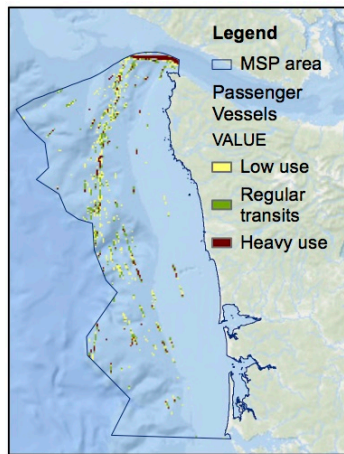 Legend
MSP area
Passenger
Vessels
VALUE
Low use
Regular
transits
Heavy use